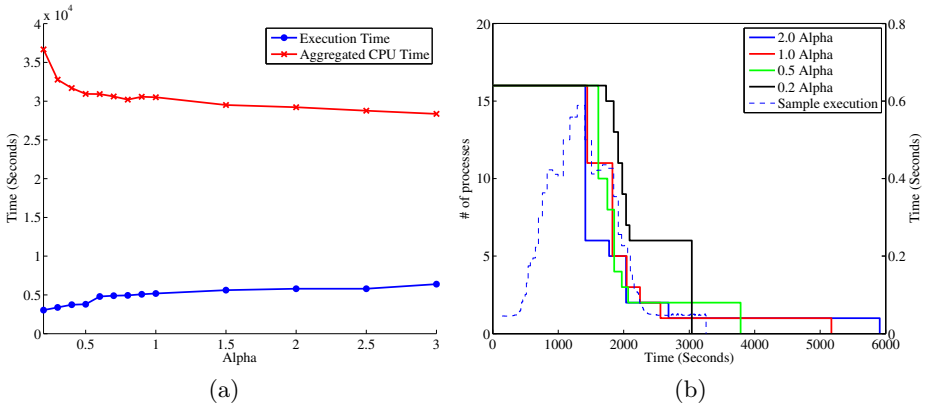 x 10⁴
4
3.5
3
2.5
2
1.5
1
0.5
0
Time (Seconds)
Execution Time
Aggregated CPU Time
0.5 1 1.5 2 2.5 3
Alpha
(a)
20
15
10
5
0
# of processes
2.0 Alpha
1.0 Alpha
0.5 Alpha
0.2 Alpha
Sample execution
0.8
0.6
0.4
0.2
0
Time (Seconds)
0 1000 2000 3000 4000 5000 6000
Time (Seconds)
(b)